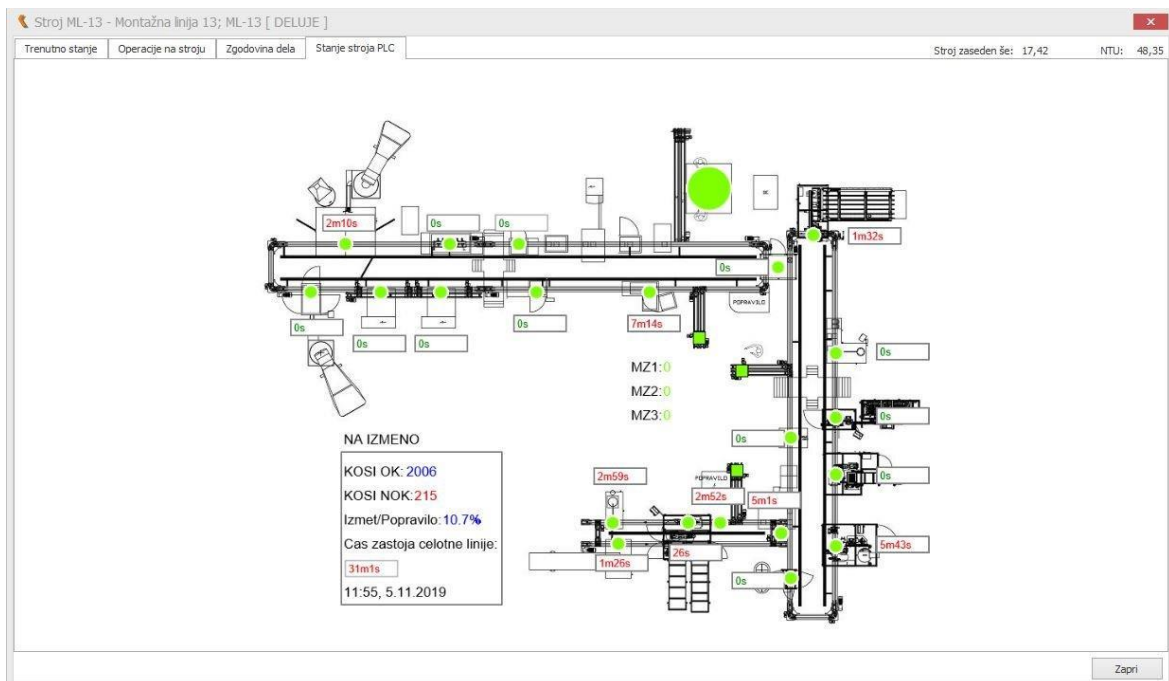 Stroj ML-13 - Montažna linija 13; ML-13 [ DELUJE ]
Trenutno stanje
Operacije na stroju
Zgodovina dela
Stanje stroja PLC
Stroj zaseden še: 17,42
NTU: 48,35
2m10s
0s
0s
1m32s
0s
POPRAVILO
0s
0s
0s
0s
7m14s
0s
MZ1:0
MZ2:0
MZ3:0
0s
0s
0s
NA IZMENO
KOSI OK: 2006
KOSI NOK:215
Izmet/Popravilo:10.7%
Cas zastoja celotne linije:
31m1s
11:55, 5.11.2019
2m59s
POPRAVILO
2m52s
5m1s
5m43s
1m26s
26s
0s
Zapri